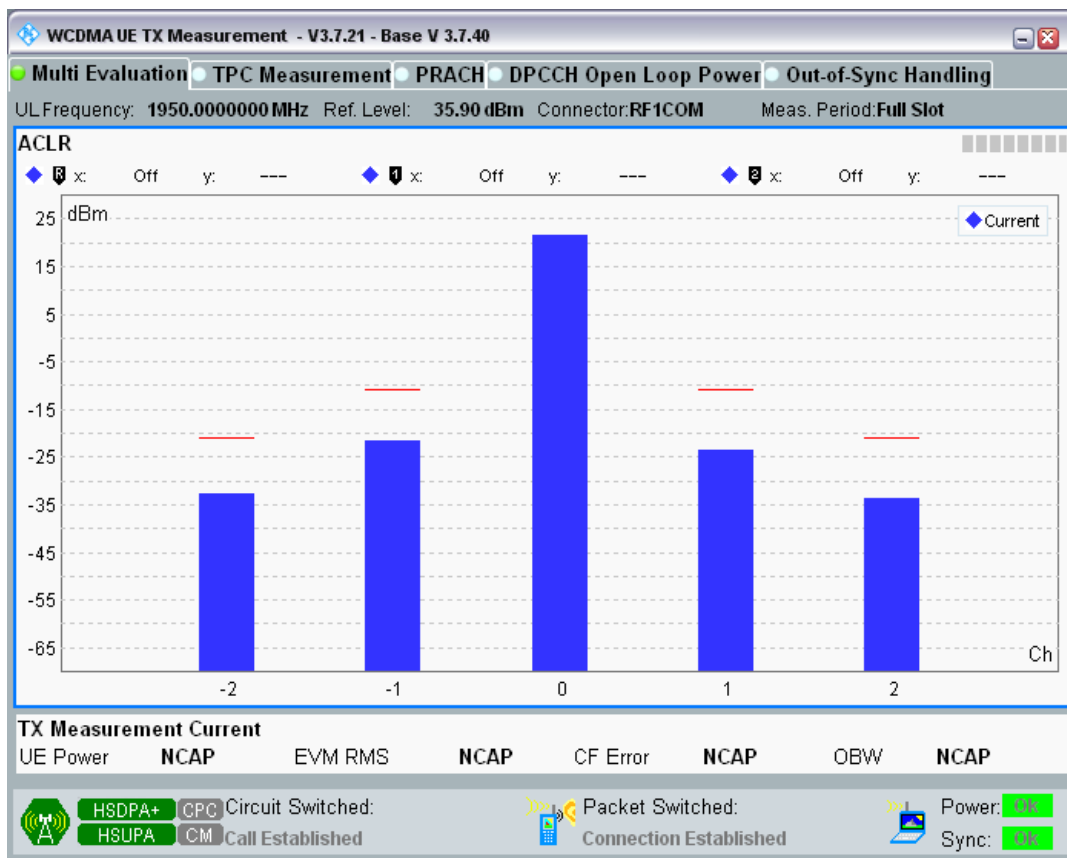 WCDMA UE TX Measurement - V3.7.21 - Base V 3.7.40
Multi Evaluation TPC Measurement PRACH DPCCH Open Loop Power Out-of-Sync Handling
UL Frequency: 1950.0000000 MHz Ref. Level: 35.90 dBm Connector:RF1COM Meas. Period:Full Slot
ACLR
R x: Off y: --- 1 x: Off y: --- 2 x: Off y: ---
dBm
Current
25
15
5
-5
-15
-25
-35
-45
-55
-65
Ch
-2 -1 0 1 2
TX Measurement Current
UE Power NCAP EVM RMS NCAP CF Error NCAP OBW NCAP
HSDPA+ CPC Circuit Switched: Packet Switched: Power: Ok
HSUPA CM Call Established Connection Established Sync: Ok